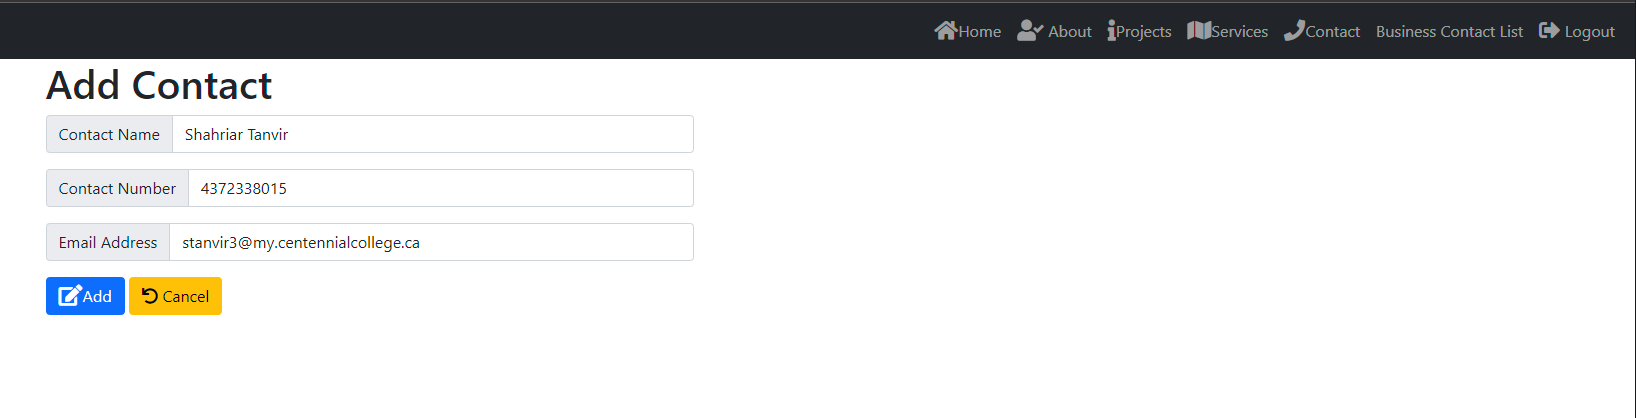 Home About Projects Services Contact Business Contact List Logout
Add Contact
Contact Name Shahriar Tanvir
Contact Number 4372338015
Email Address stanvir3@my.centennialcollege.ca
Add Cancel